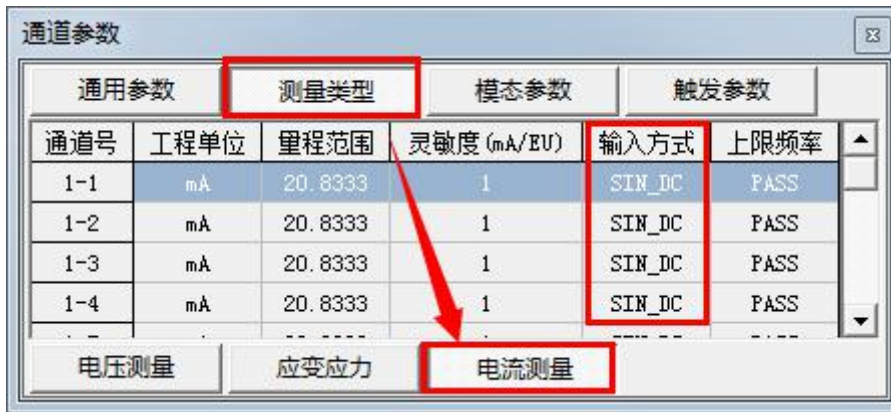 通道参数
通用参数 测量类型 模态参数 触发参数
通道号 工程单位 量程范围 灵敏度(mA/EU) 输入方式 上限频率
1-1 mA 20.8333 1 SIN_DC PASS
1-2 mA 20.8333 1 SIN_DC PASS
1-3 mA 20.8333 1 SIN_DC PASS
1-4 mA 20.8333 1 SIN_DC PASS
电压测量 应变应力 电流测量